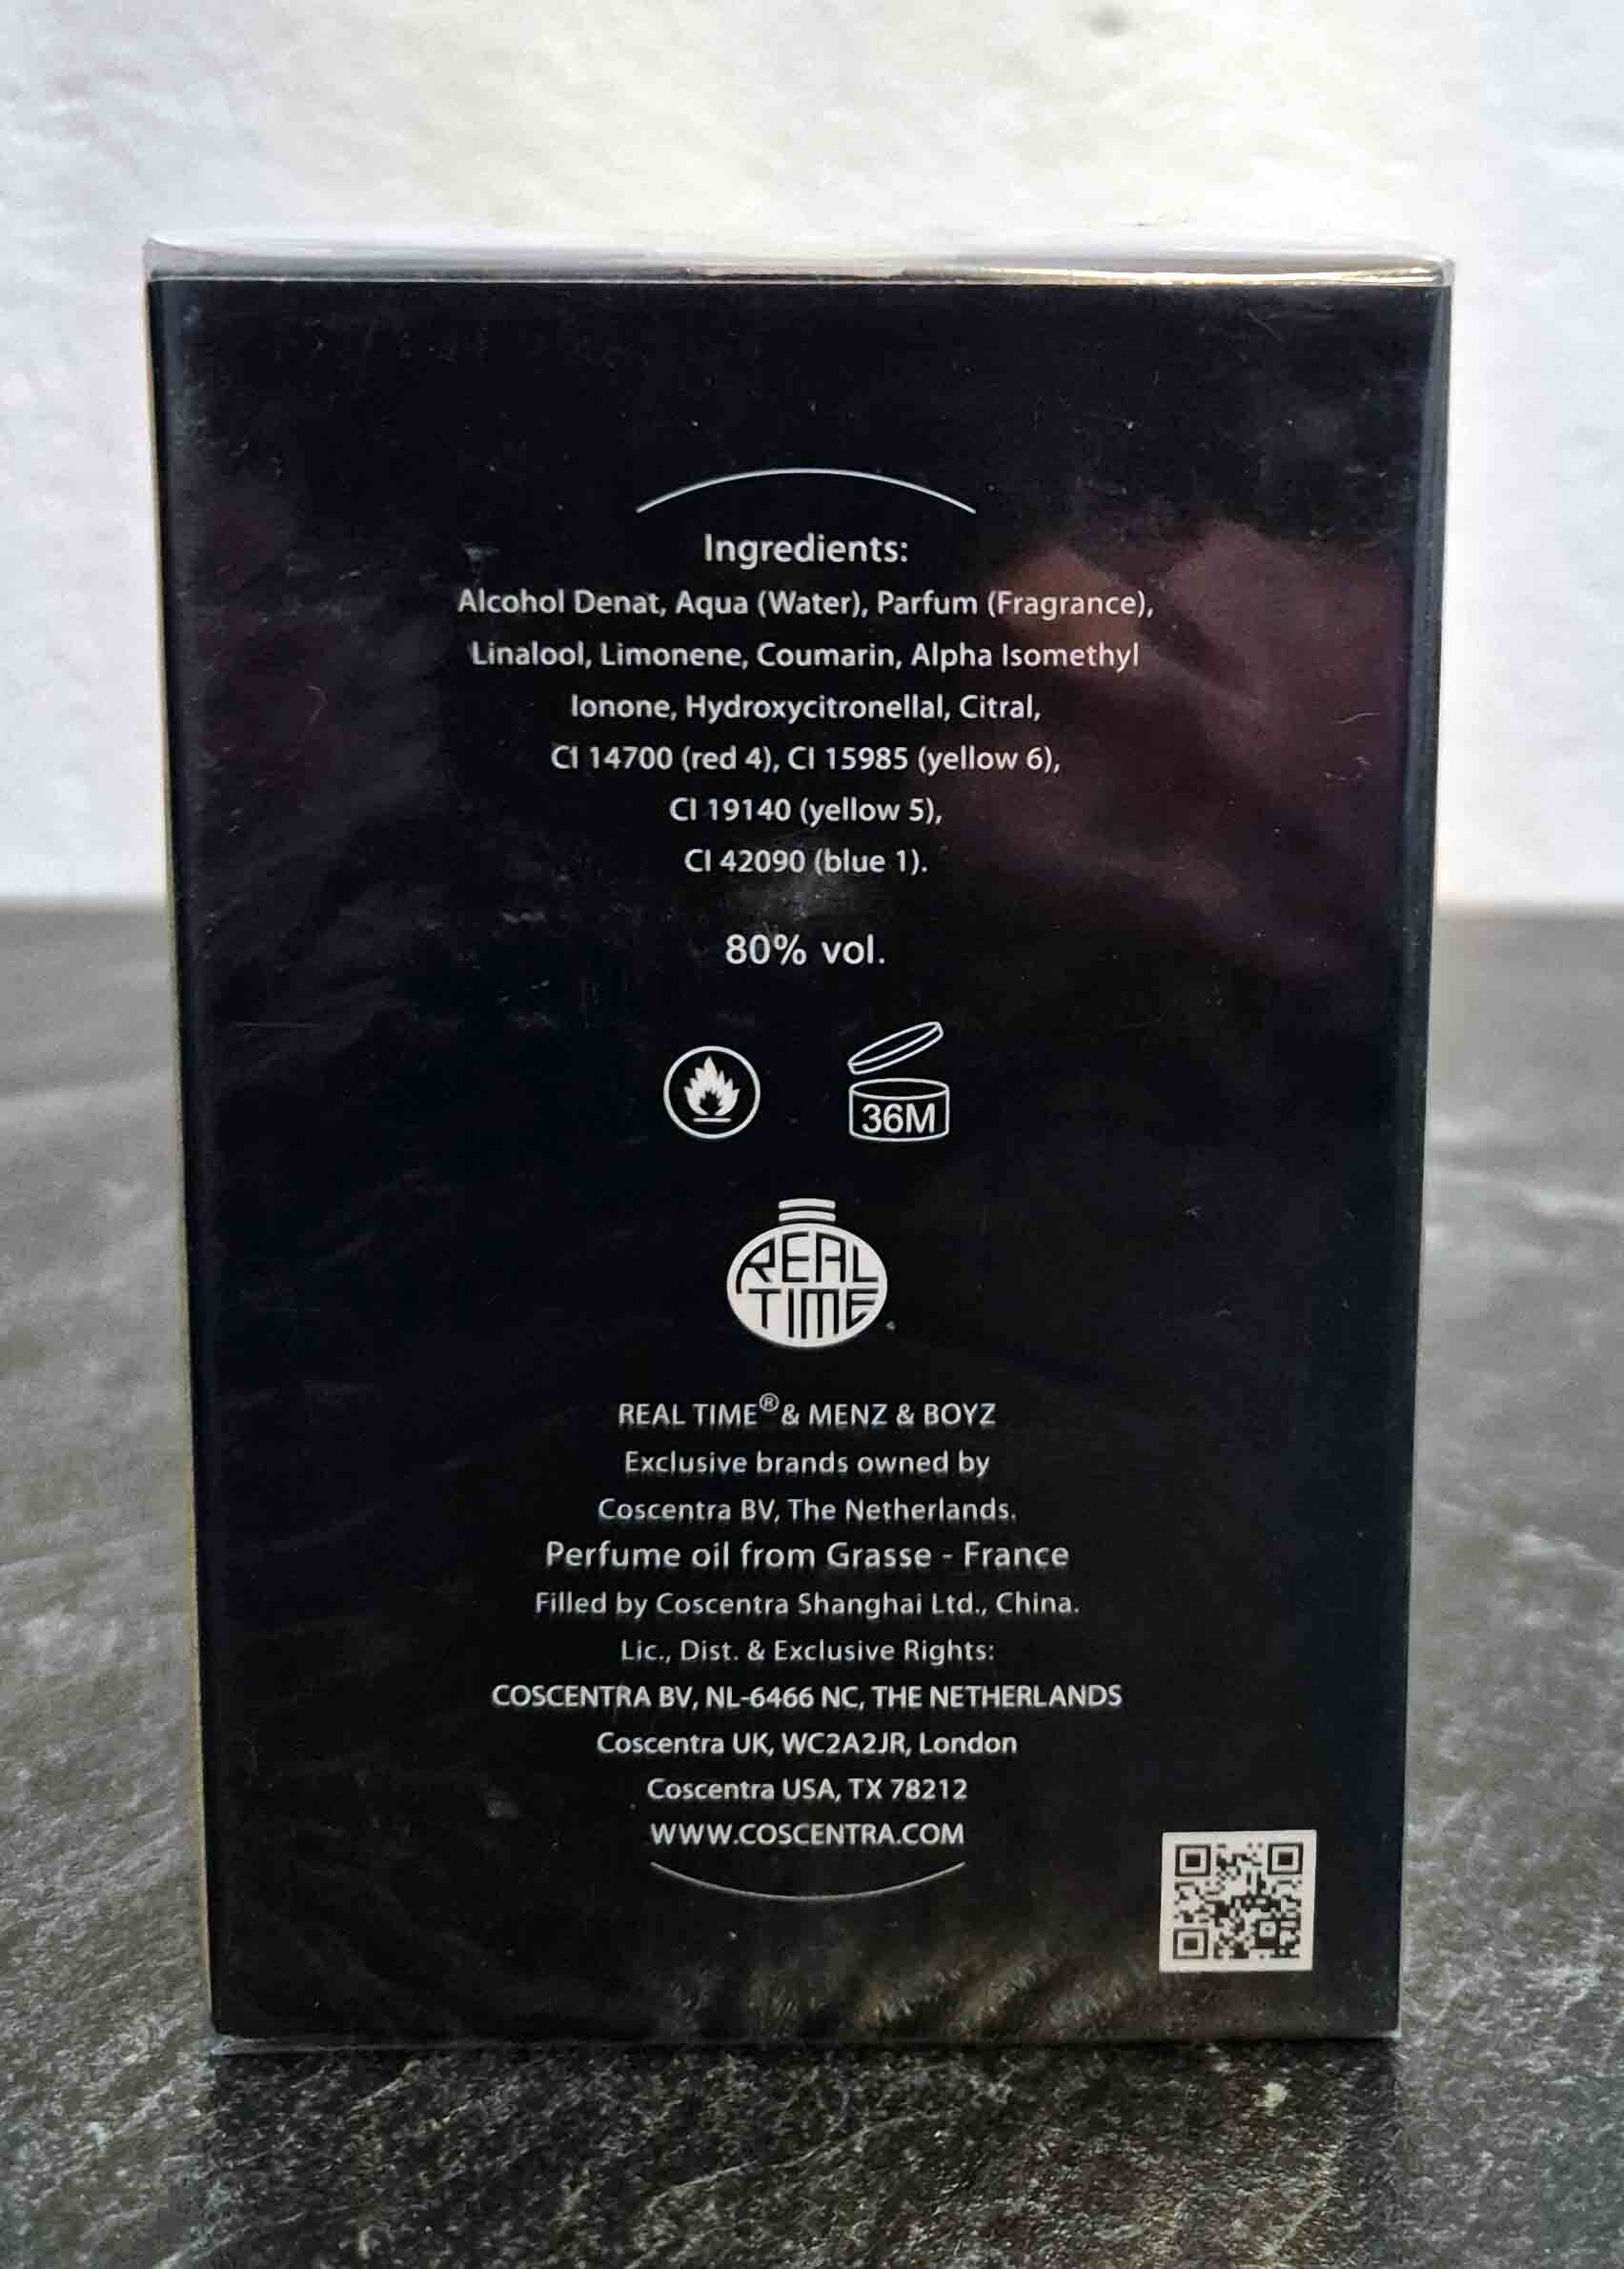 Ingredients:
Alcohol Denat, Aqua (Water), Parfum (Fragrance),
Linalool, Limonene, Coumarin, Alpha Isomethyl
Ionone, Hydroxycitronellal, Citral,
CI 14700 (red 4), CI 15985 (yellow 6),
CI 19140 (yellow 5),
CI 42090 (blue 1).
80% vol.
36M
REAL
TIME
REAL TIME® & MENZ & BOYZ
Exclusive brands owned by
Coscentra BV, The Netherlands.
Perfume oil from Grasse - France
Filled by Coscentra Shanghai Ltd., China.
Lic., Dist. & Exclusive Rights:
COSCENTRA BV, NL-6466 NC, THE NETHERLANDS
Coscentra UK, WC2A2JR, London
Coscentra USA, TX 78212
WWW.COSCENTRA.COM